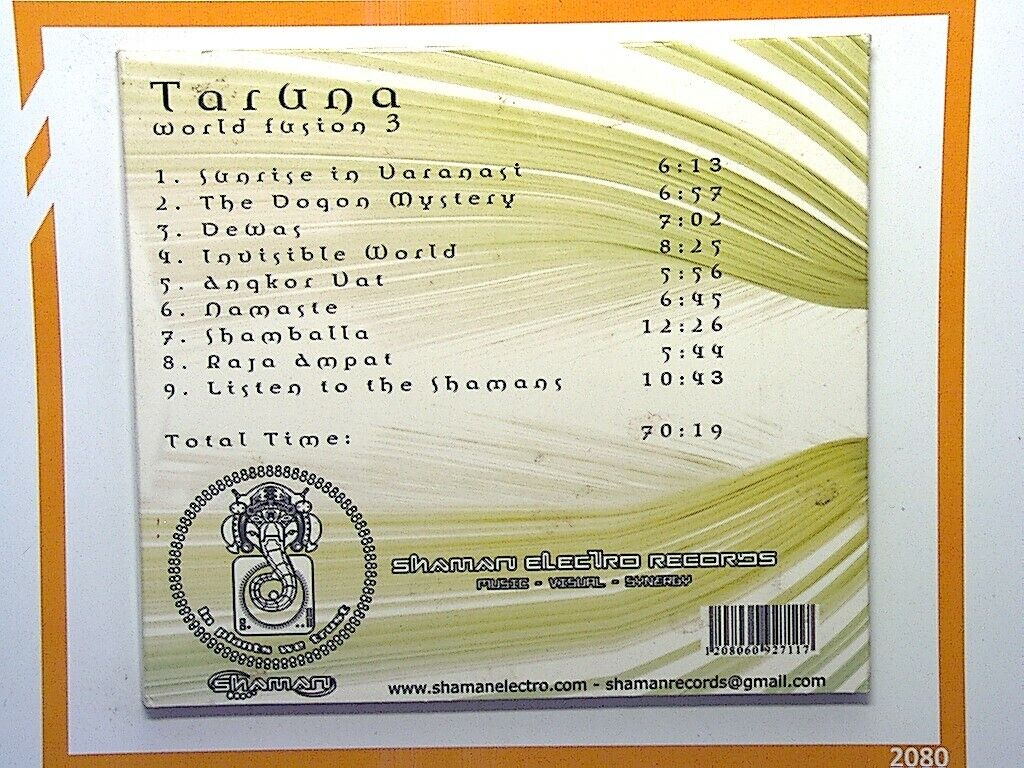 Taruna
World Fusion 3
1. Sunrise in Varanasi 6:13
2. The Dogon Mystery 6:57
3. Dewas 7:02
4. Invisible World 8:25
5. Angkor Vat 5:56
6. Namaste 6:45
7. Shamballa 12:26
8. Raja Ampat 5:44
9. Listen to the Shamans 10:43
Total Time: 70:19
In plants we trust
SHAMAN
SHAMAN ELECTRO RECORDS
MUSIC - VISUAL - SYNERGY
1208060 927117
www.shamanelectro.com - shamanrecords@gmail.com
2080